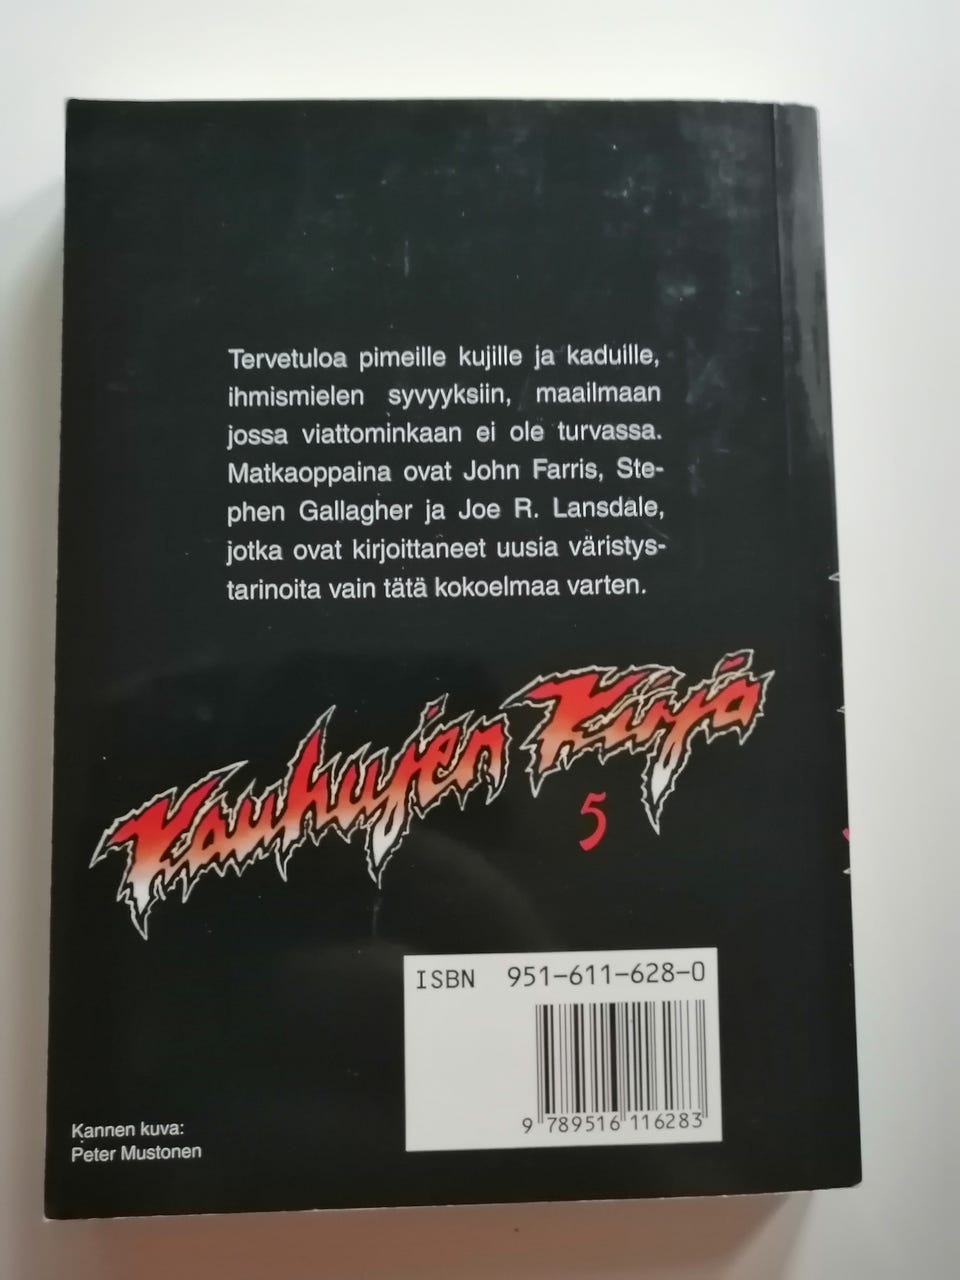 Tervetuloa pimeille kujille ja kaduille,
ihmismielen syvyyksiin, maailmaan
jossa viattominkaan ei ole turvassa.
Matkaoppaina ovat John Farris, Ste-
phen Gallagher ja Joe R. Lansdale,
jotka ovat kirjoittaneet uusia väristys-
tarinoita vain tätä kokoelmaa varten.
Kauhujen Kuja
5
ISBN 951-611-628-0
9 789516 116283
Kannen kuva:
Peter Mustonen